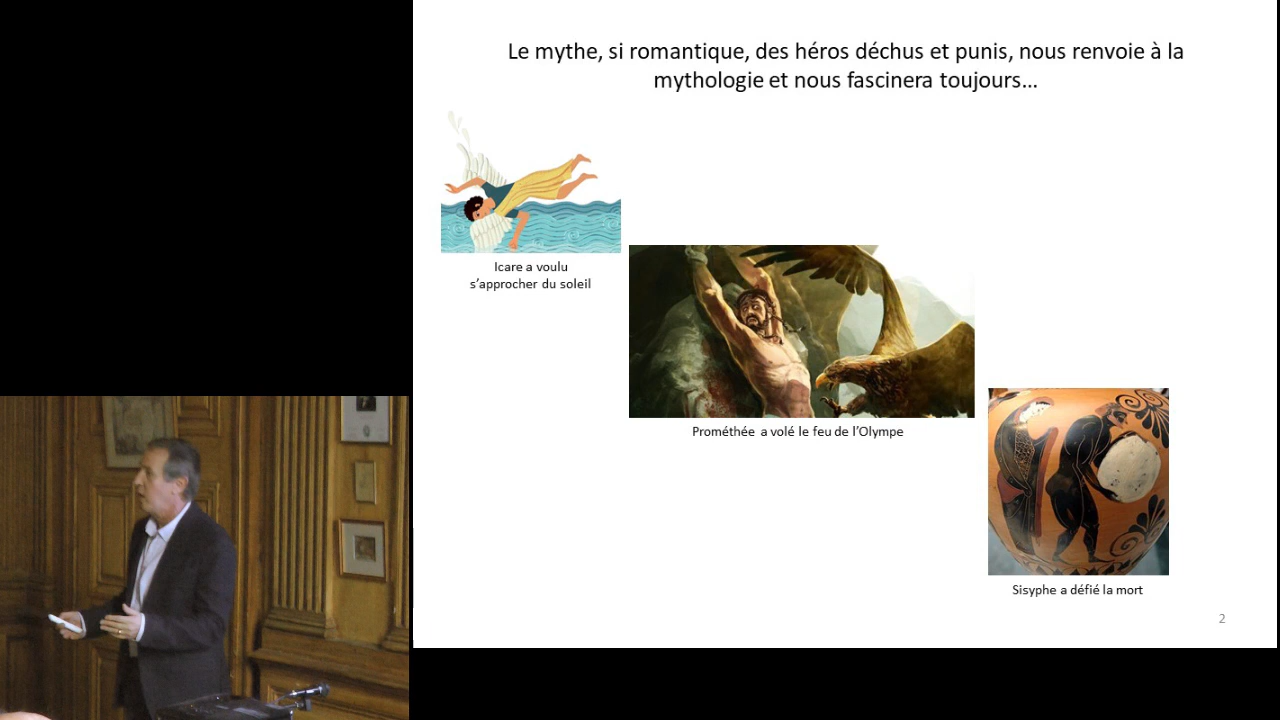 Le mythe, si romantique, des héros déchus et punis, nous renvoie à la
mythologie et nous fascinera toujours…
Icare a voulu
s’approcher du soleil
Prométhée a volé le feu de l’Olympe
Sisyphe a défié la mort
2